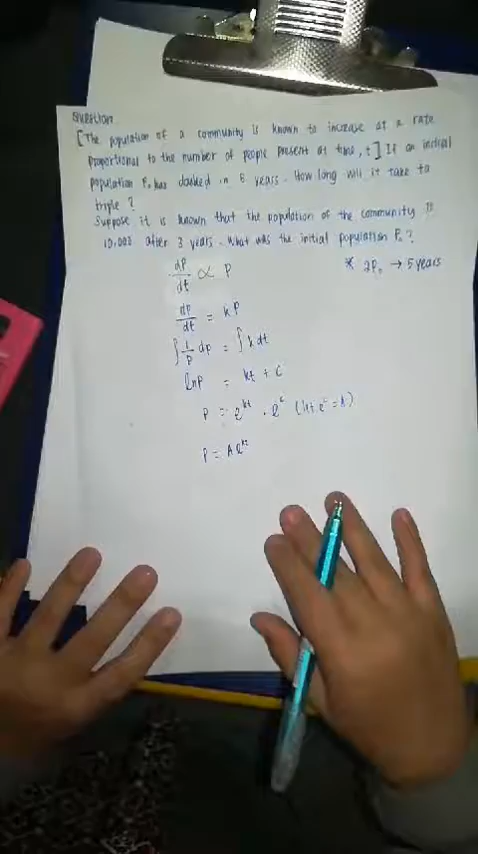 Question
[The population of a community is known to increase at a rate
proportional to the number of people present at time, t] If an initial
population P₀ has doubled in 5 years. How long will it take to
triple?
Suppose it is known that the population of the community is
10,000 after 3 years. What was the initial population P₀?
dP/dt ∝ P * 2P₀ → 5 years
dP/dt = kP
∫ 1/P dP = ∫ k dt
ln P = kt + c
P = e^kt . e^c (let e^c = A)
P = Ae^kt